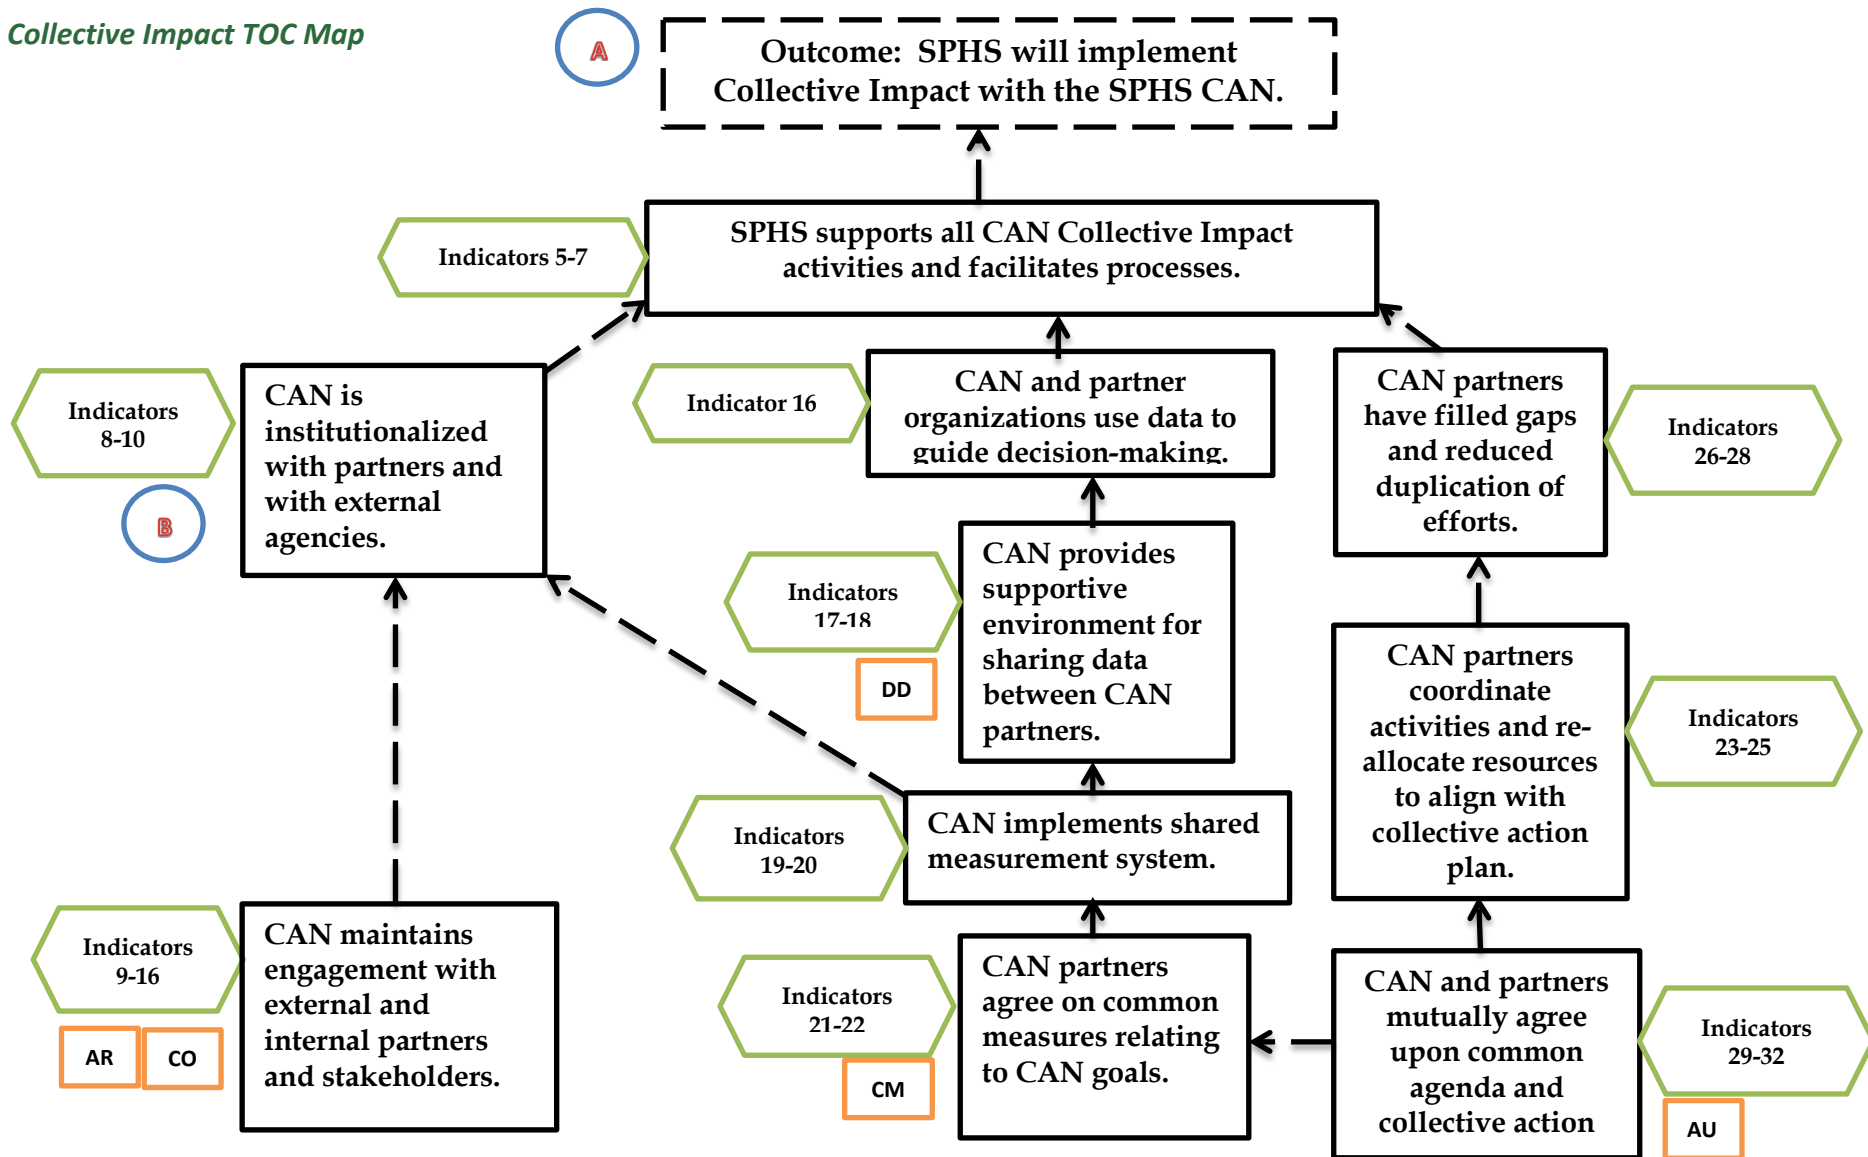 Collective Impact TOC Map
A
Outcome:  SPHS will implement
Collective Impact with the SPHS CAN.
Indicators 5-7
SPHS supports all CAN Collective Impact
activities and facilitates processes.
Indicators
8-10
B
CAN is
institutionalized
with partners and
with external
agencies.
Indicator 16
CAN and partner
organizations use data to
guide decision-making.
CAN partners
have filled gaps
and reduced
duplication of
efforts.
Indicators
26-28
Indicators
17-18
DD
CAN provides
supportive
environment for
sharing data
between CAN
partners.
CAN partners
coordinate
activities and re-
allocate resources
to align with
collective action
plan.
Indicators
23-25
Indicators
19-20
CAN implements shared
measurement system.
Indicators
9-16
AR
CO
CAN maintains
engagement with
external and
internal partners
and stakeholders.
Indicators
21-22
CM
CAN partners
agree on common
measures relating
to CAN goals.
CAN and partners
mutually agree
upon common
agenda and
collective action
Indicators
29-32
AU